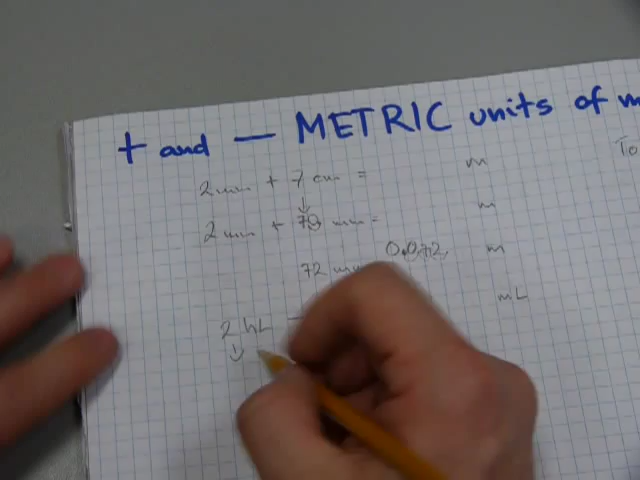 + and — METRIC units of m
To
2 mm + 7 cm = m
↓
2 mm + 70 mm = m
72 mm 0.072 m
2 hL — mL
↓